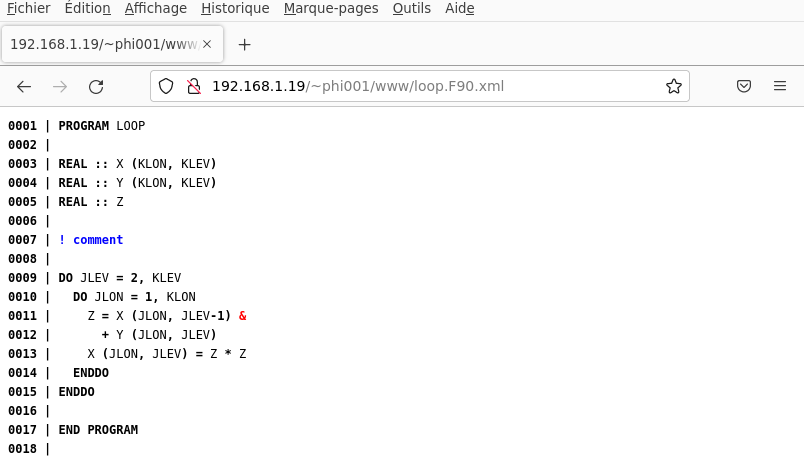 Fichier Édition Affichage Historique Marque-pages Outils Aide
192.168.1.19/~phi001/www
192.168.1.19/~phi001/www/loop.F90.xml
0001 | PROGRAM LOOP
0002 |
0003 | REAL :: X (KLON, KLEV)
0004 | REAL :: Y (KLON, KLEV)
0005 | REAL :: Z
0006 |
0007 | ! comment
0008 |
0009 | DO JLEV = 2, KLEV
0010 |   DO JLON = 1, KLON
0011 |     Z = X (JLON, JLEV-1) &
0012 |       + Y (JLON, JLEV)
0013 |     X (JLON, JLEV) = Z * Z
0014 |   ENDDO
0015 | ENDDO
0016 |
0017 | END PROGRAM
0018 |